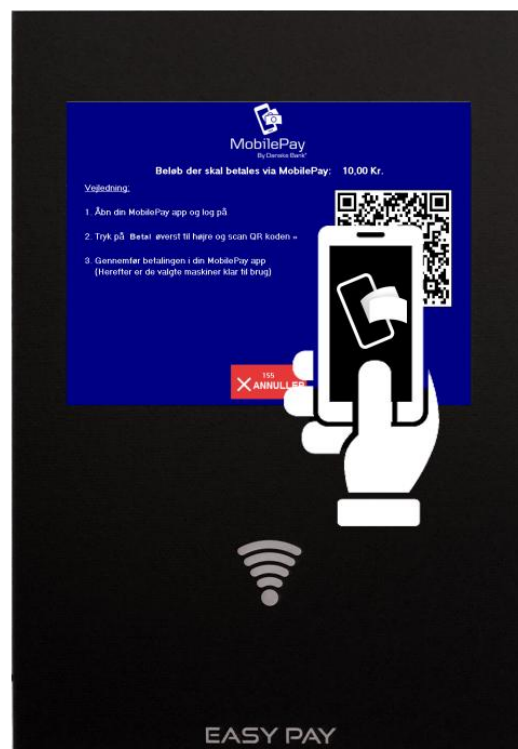 MobilePay
By Danske Bank
Beløb der skal betales via MobilePay: 10,00 Kr.
Vejledning:
1. Åbn din MobilePay app og log på
2. Tryk på Betal øverst til højre og scan QR koden =
3. Gennemfør betalingen i din MobilePay app
(Herefter er de valgte maskiner klar til brug)
155
ANNULLER
EASY PAY